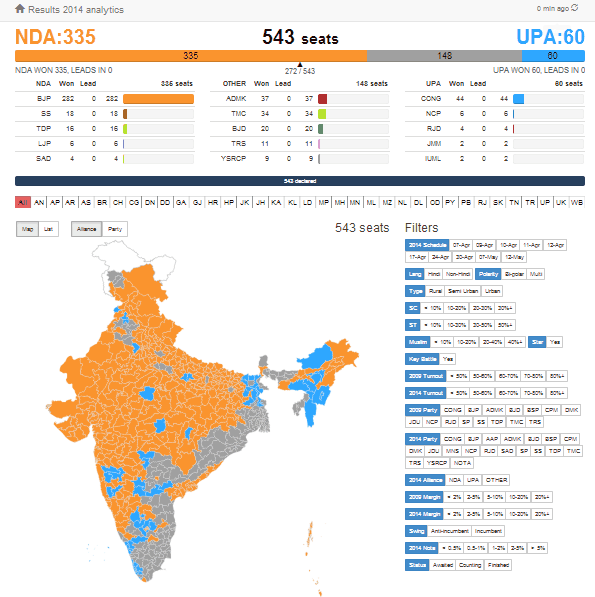 Results 2014 analytics
0 min ago
NDA:335
543 seats
UPA:60
335
148
60
NDA WON 335, LEADS IN 0
272 / 543
UPA WON 60, LEADS IN 0
NDA Won Lead 335 seats
BJP 282 0 282
SS 18 0 18
TDP 16 0 16
LJP 6 0 6
SAD 4 0 4
OTHER Won Lead 148 seats
ADMK 37 0 37
TMC 34 0 34
BJD 20 0 20
TRS 11 0 11
YSRCP 9 0 9
UPA Won Lead 60 seats
CONG 44 0 44
NCP 6 0 6
RJD 4 0 4
JMM 2 0 2
IUML 2 0 2
543 declared
All AN AP AR AS BR CH CG DN DD GA GJ HR HP JK JH KA KL LD MP MH MN ML MZ NL DL OD PY PB RJ SK TN TR UP UK WB
Map List Alliance Party
543 seats
Filters
2014 Schedule 07-Apr 09-Apr 10-Apr 11-Apr 12-Apr
17-Apr 24-Apr 30-Apr 07-May 12-May
Lang Hindi Non-Hindi Polarity Bi-polar Multi
Type Rural Semi Urban Urban
SC < 10% 10-20% 20-30% 30%+
ST < 10% 10-20% 20-50% 50%+
Muslim < 10% 10-20% 20-40% 40%+ Star Yes
Key Battle Yes
2009 Turnout < 50% 50-60% 60-70% 70-80% 80%+
2014 Turnout < 50% 50-60% 60-70% 70-80% 80%+
2009 Party CONG BJP ADMK BJD BSP CPM DMK
JDU NCP RJD SP SS TDP TMC TRS
2014 Party CONG BJP AAP ADMK BJD BSP CPM
DMK JDU MNS NCP RJD SAD SP SS TDP TMC
TRS YSRCP NOTA
2014 Alliance NDA UPA OTHER
2009 Margin < 2% 2-5% 5-10% 10-20% 20%+
2014 Margin < 2% 2-5% 5-10% 10-20% 20%+
Swing Anti-incumbent Incumbent
2014 Nota < 0.5% 0.5-1% 1-2% 2-5% > 5%
Status Awaited Counting Finished